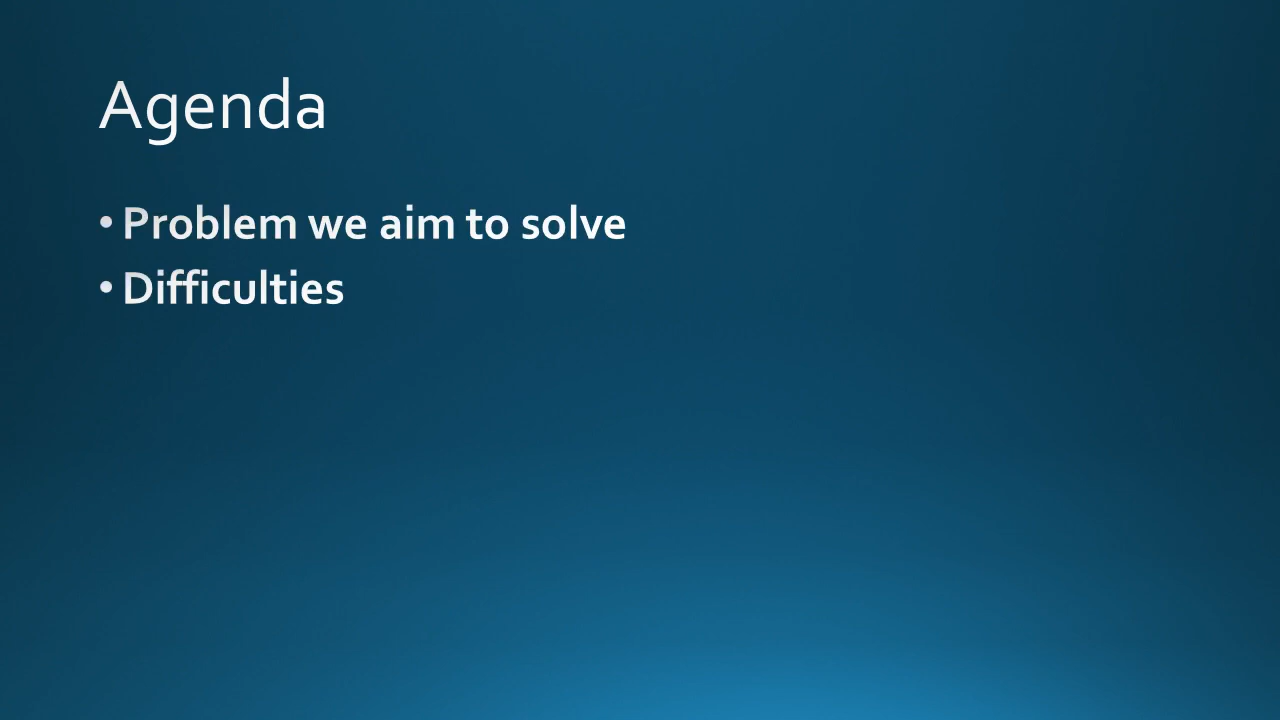 Agenda
• Problem we aim to solve
• Difficulties